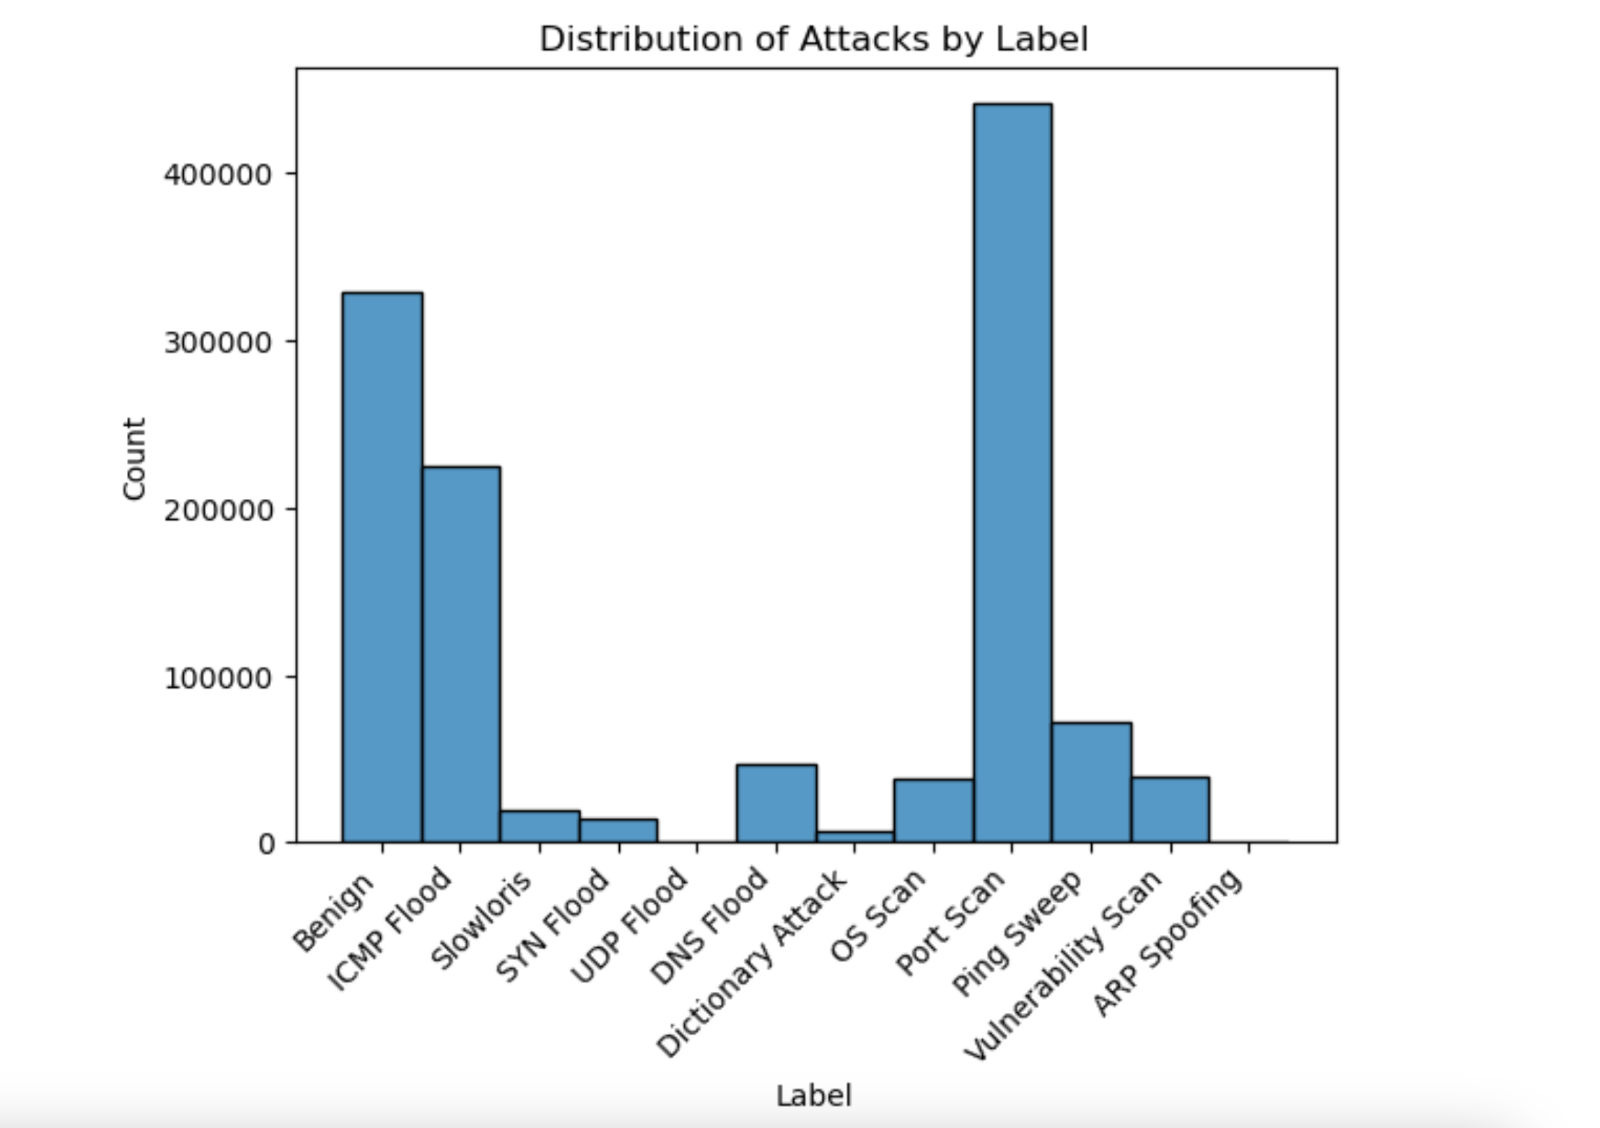 Distribution of Attacks by Label
Count
400000
300000
200000
100000
0
Benign
ICMP Flood
Slowloris
SYN Flood
UDP Flood
DNS Flood
Dictionary Attack
OS Scan
Port Scan
Ping Sweep
Vulnerability Scan
ARP Spoofing
Label